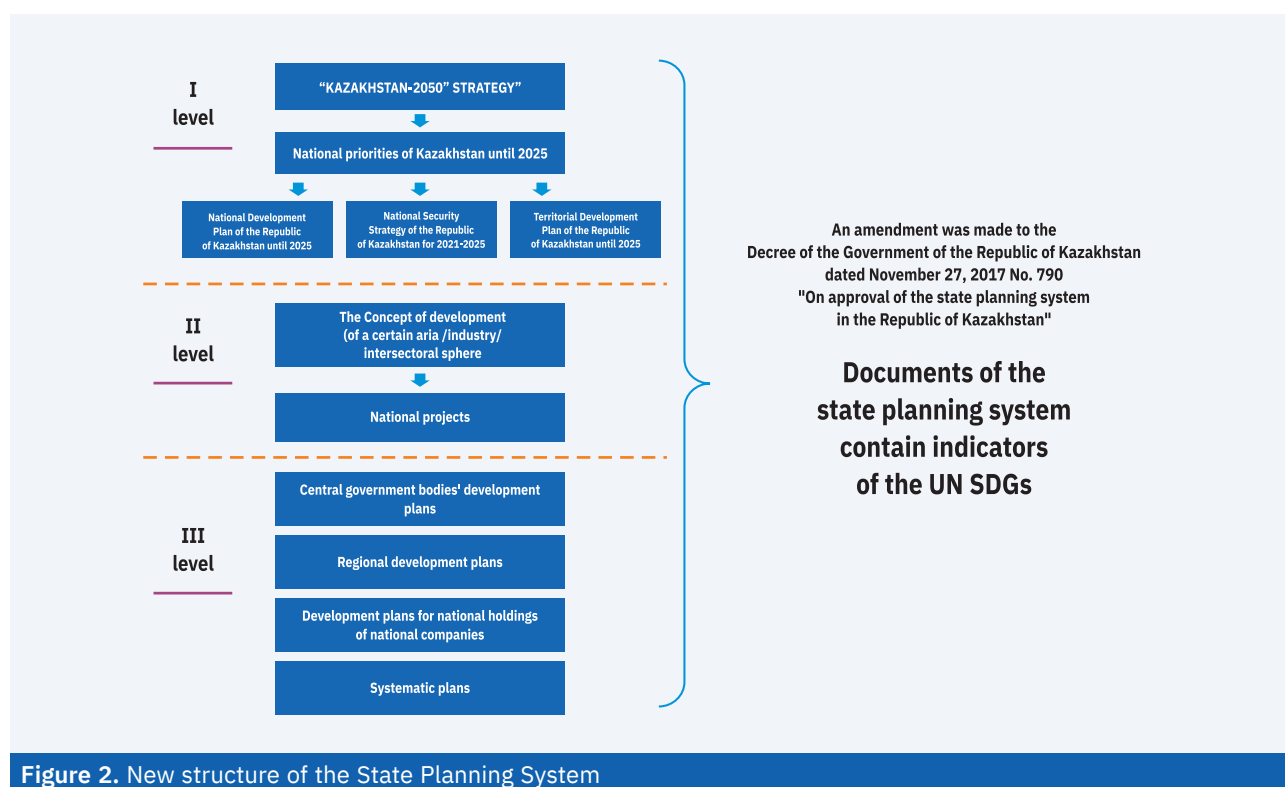 I
level
“KAZAKHSTAN-2050” STRATEGY”
National priorities of Kazakhstan until 2025
National Development
Plan of the Republic
of Kazakhstan until 2025
National Security
Strategy of the Republic
of Kazakhstan for 2021-2025
Territorial Development
Plan of the Republic
of Kazakhstan until 2025
II
level
The Concept of development
(of a certain aria /industry/
intersectoral sphere
National projects
III
level
Central government bodies' development
plans
Regional development plans
Development plans for national holdings
of national companies
Systematic plans
An amendment was made to the
Decree of the Government of the Republic of Kazakhstan
dated November 27, 2017 No. 790
"On approval of the state planning system
in the Republic of Kazakhstan"
Documents of the
state planning system
contain indicators
of the UN SDGs
Figure 2. New structure of the State Planning System